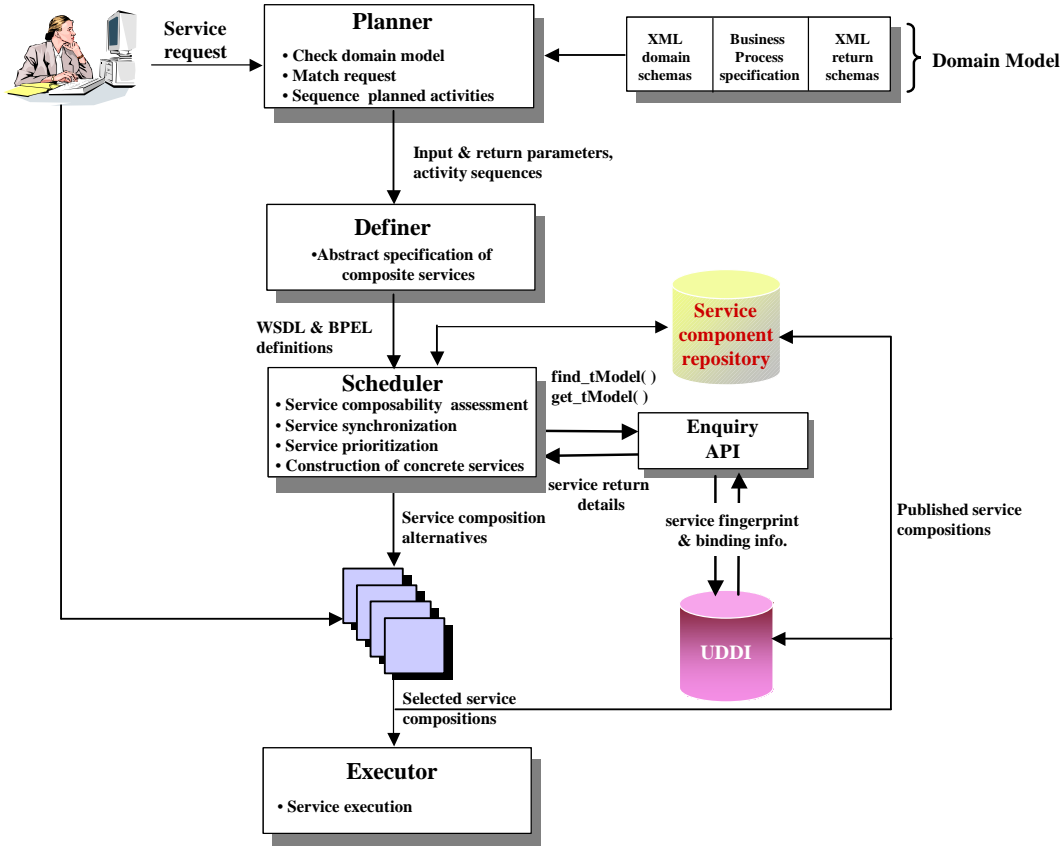 Service
request
Planner
• Check domain model
• Match request
• Sequence planned activities
XML
domain
schemas
Business
Process
specification
XML
return
schemas
Domain Model
Input & return parameters,
activity sequences
Definer
•Abstract specification of
composite services
WSDL & BPEL
definitions
Service
component
repository
Scheduler
• Service composability assessment
• Service synchronization
• Service prioritization
• Construction of concrete services
find_tModel( )
get_tModel( )
Enquiry
API
service return
details
service fingerprint
& binding info.
Published service
compositions
Service composition
alternatives
UDDI
Selected service
compositions
Executor
• Service execution